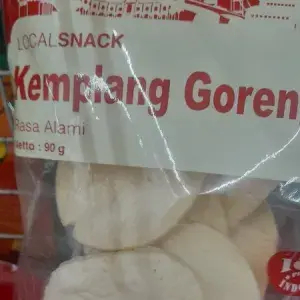 LOCALSNACK
Kemplang Goren
Rasa Alami
Netto : 90 g